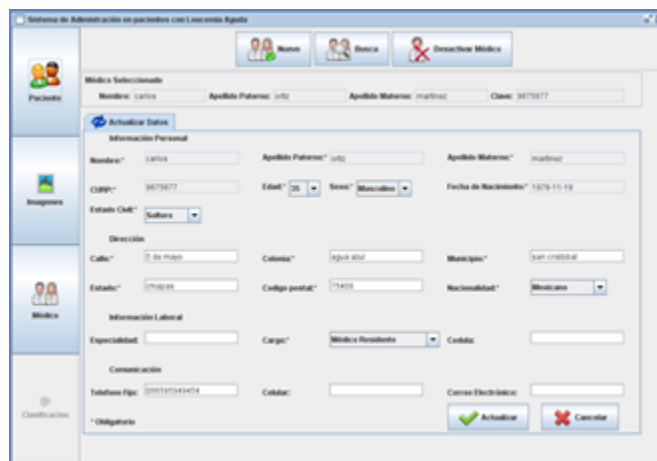 Sistema de Administración en pacientes con Leucemia Aguda
Nuevo Busca Desactivar Médico
Paciente
Médico Seleccionado
Nombre: carlos Apellido Paterno: ortiz Apellido Materno: martinez Clave: 9875877
Actualizar Datos
Información Personal
Nombre:* carlos Apellido Paterno:* ortiz Apellido Materno:* martinez
CURP:* 9875877 Edad:* 35 Sexo:* Masculino Fecha de Nacimiento:* 1976-11-19
Imagenes
Estado Civil:* Soltero
Dirección
Calle:* 5 de mayo Colonia:* agua azul Municipio:* san cristobal
Estado:* chiapas Codigo postal:* Nacionalidad:* Mexicano
Médico
Información Laboral
Especialidad: Cargo:* Médico Residente Cedula:
Comunicación
Telefono Fijo: Celular: Correo Electrónico:
Clasificacion
* Obligatorio Actualizar Cancelar